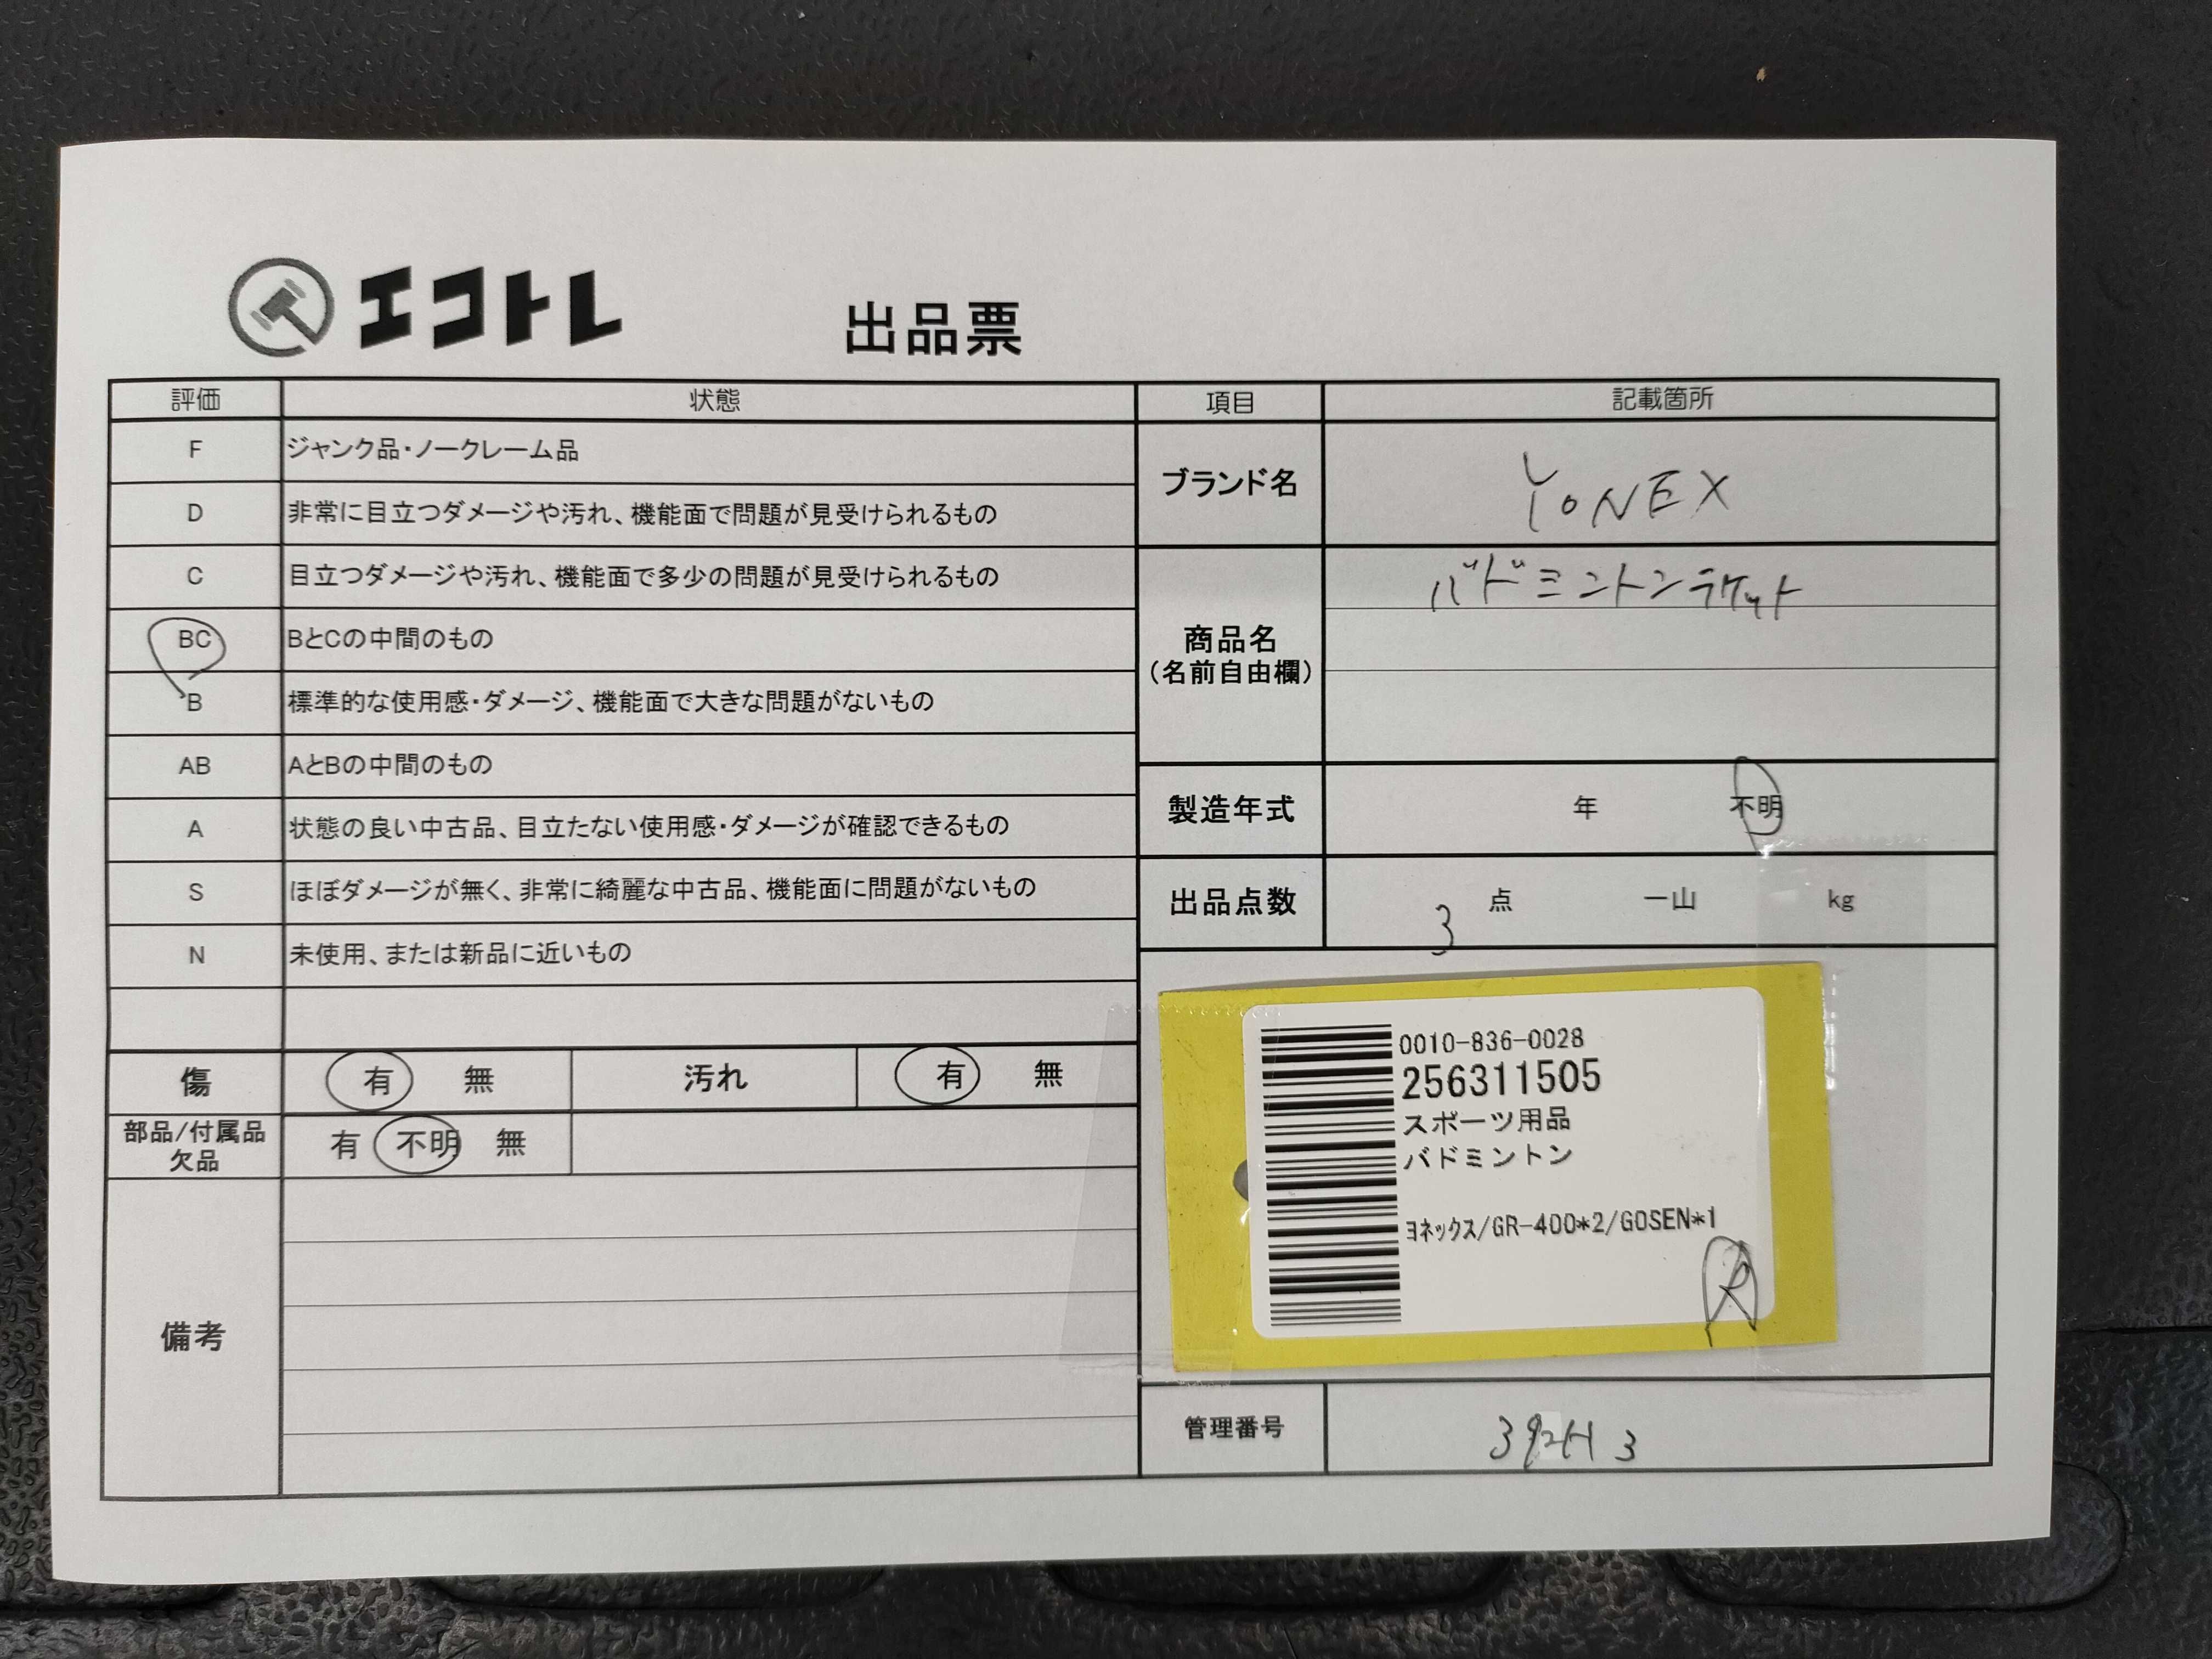 エコトレ 出品票
評価 状態
F ジャンク品・ノークレーム品
D 非常に目立つダメージや汚れ、機能面で問題が見受けられるもの
C 目立つダメージや汚れ、機能面で多少の問題が見受けられるもの
BC BとCの中間のもの
B 標準的な使用感・ダメージ、機能面で大きな問題がないもの
AB AとBの中間のもの
A 状態の良い中古品、目立たない使用感・ダメージが確認できるもの
S ほぼダメージが無く、非常に綺麗な中古品、機能面に問題がないもの
N 未使用、または新品に近いもの
傷 有 無 汚れ 有 無
部品/付属品
欠品
有 不明 無
備考
項目 記載箇所
ブランド名 YONEX
商品名
(名前自由欄)
バドミントンラケット
製造年式 年 不明
出品点数 3 点 一山 kg
0010-836-0028
256311505
スポーツ用品
バドミントン
ヨネックス/GR-400*2/GOSEN*1
R
管理番号